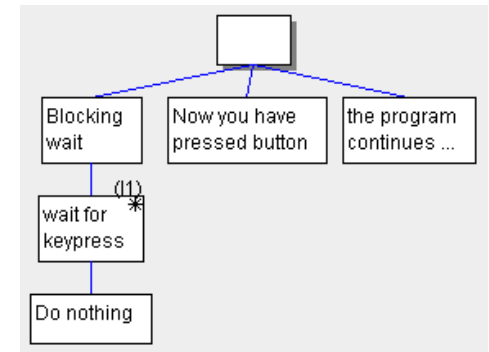 Blocking
wait
Now you have
pressed button
the program
continues ...
(I1)
wait for
keypress
Do nothing